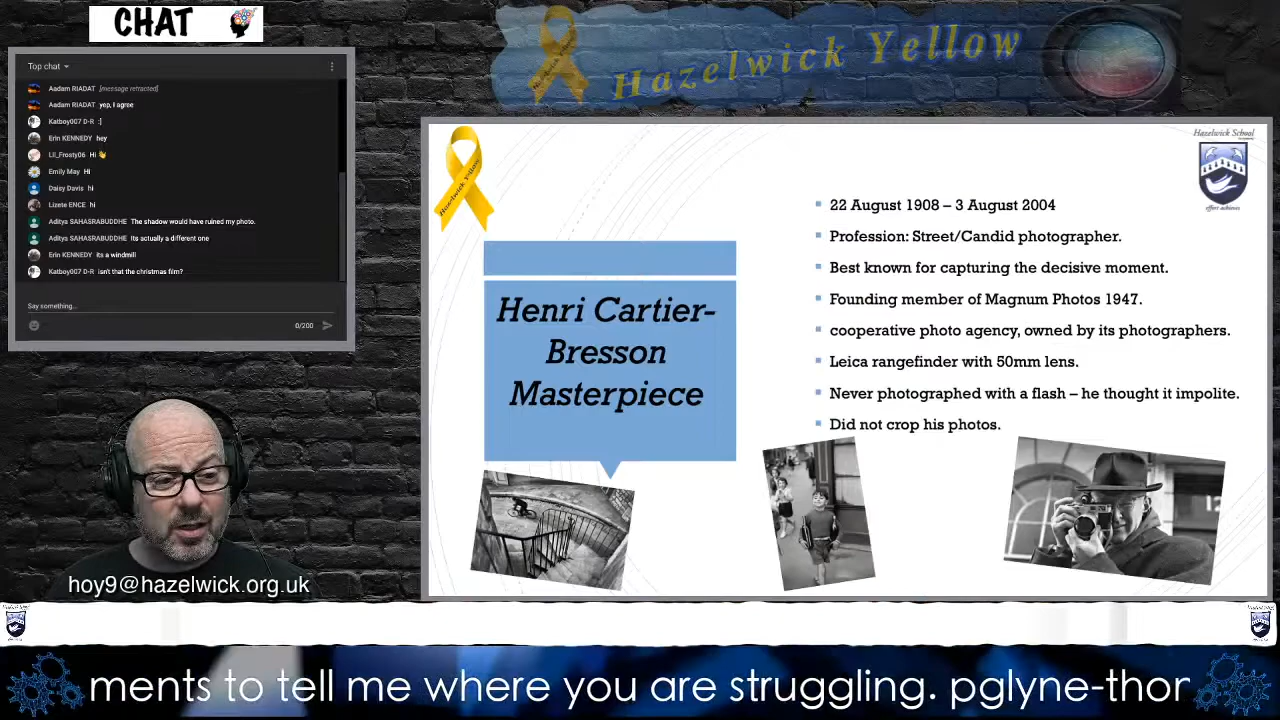 CHAT
Hazelwick Yellow
Top chat
Aadam RIADAT [message retracted]
Aadam RIADAT yep, I agree
Katboy007 D-R :]
Erin KENNEDY hey
Lil_Frosty06 Hi 👋
Emily May Hi
Daisy Davis hi
Lizete ENCE hi
Aditya SAHASRABUDDHE The shadow would have ruined my photo.
Aditya SAHASRABUDDHE Its actually a different one
Erin KENNEDY its a windmill
Katboy007 D-R isn't that the christmas film?
Say something...
0/200
Hazelwick Yellow
Hazelwick School
effort achieves
Henri Cartier-
Bresson
Masterpiece
22 August 1908 – 3 August 2004
Profession: Street/Candid photographer.
Best known for capturing the decisive moment.
Founding member of Magnum Photos 1947.
cooperative photo agency, owned by its photographers.
Leica rangefinder with 50mm lens.
Never photographed with a flash – he thought it impolite.
Did not crop his photos.
hoy9@hazelwick.org.uk
ments to tell me where you are struggling. pglyne-thor